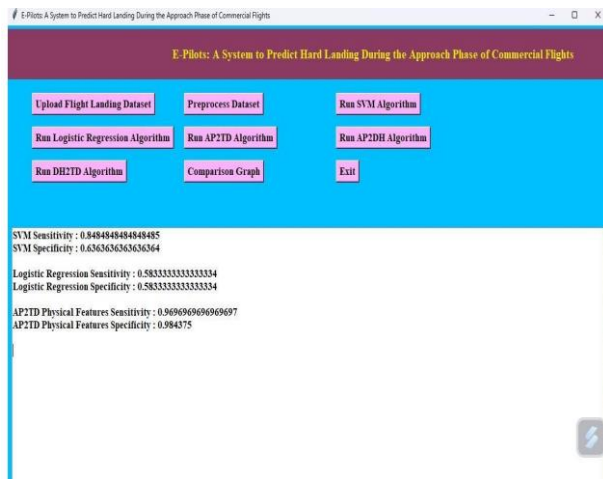 E-Pilots: A System to Predict Hard Landing During the Approach Phase of Commercial Flights
E-Pilots: A System to Predict Hard Landing During the Approach Phase of Commercial Flights
Upload Flight Landing Dataset Preprocess Dataset Run SVM Algorithm
Run Logistic Regression Algorithm Run AP2TD Algorithm Run AP2DH Algorithm
Run DH2TD Algorithm Comparison Graph Exit
SVM Sensitivity : 0.8484848484848485
SVM Specificity : 0.6363636363636364
Logistic Regression Sensitivity : 0.5833333333333334
Logistic Regression Specificity : 0.5833333333333334
AP2TD Physical Features Sensitivity : 0.9696969696969697
AP2TD Physical Features Specificity : 0.984375